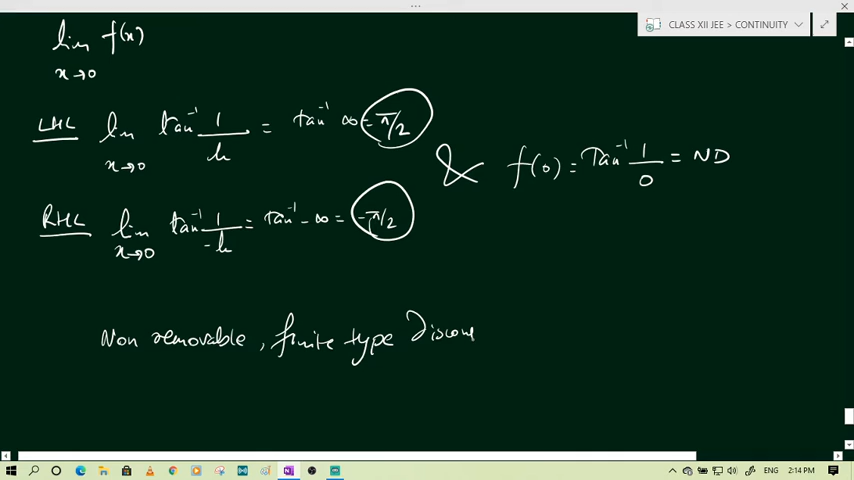 CLASS XII JEE > CONTINUITY
lim f(x)
x→0
LHL lim tan⁻¹ 1/h = tan⁻¹ ∞ = π/2
x→0
& f(0) = Tan⁻¹ 1/0 = ND
RHL lim tan⁻¹ 1/-h = tan⁻¹ -∞ = -π/2
x→0
Non removable, finite type Discon
ENG 2:14 PM